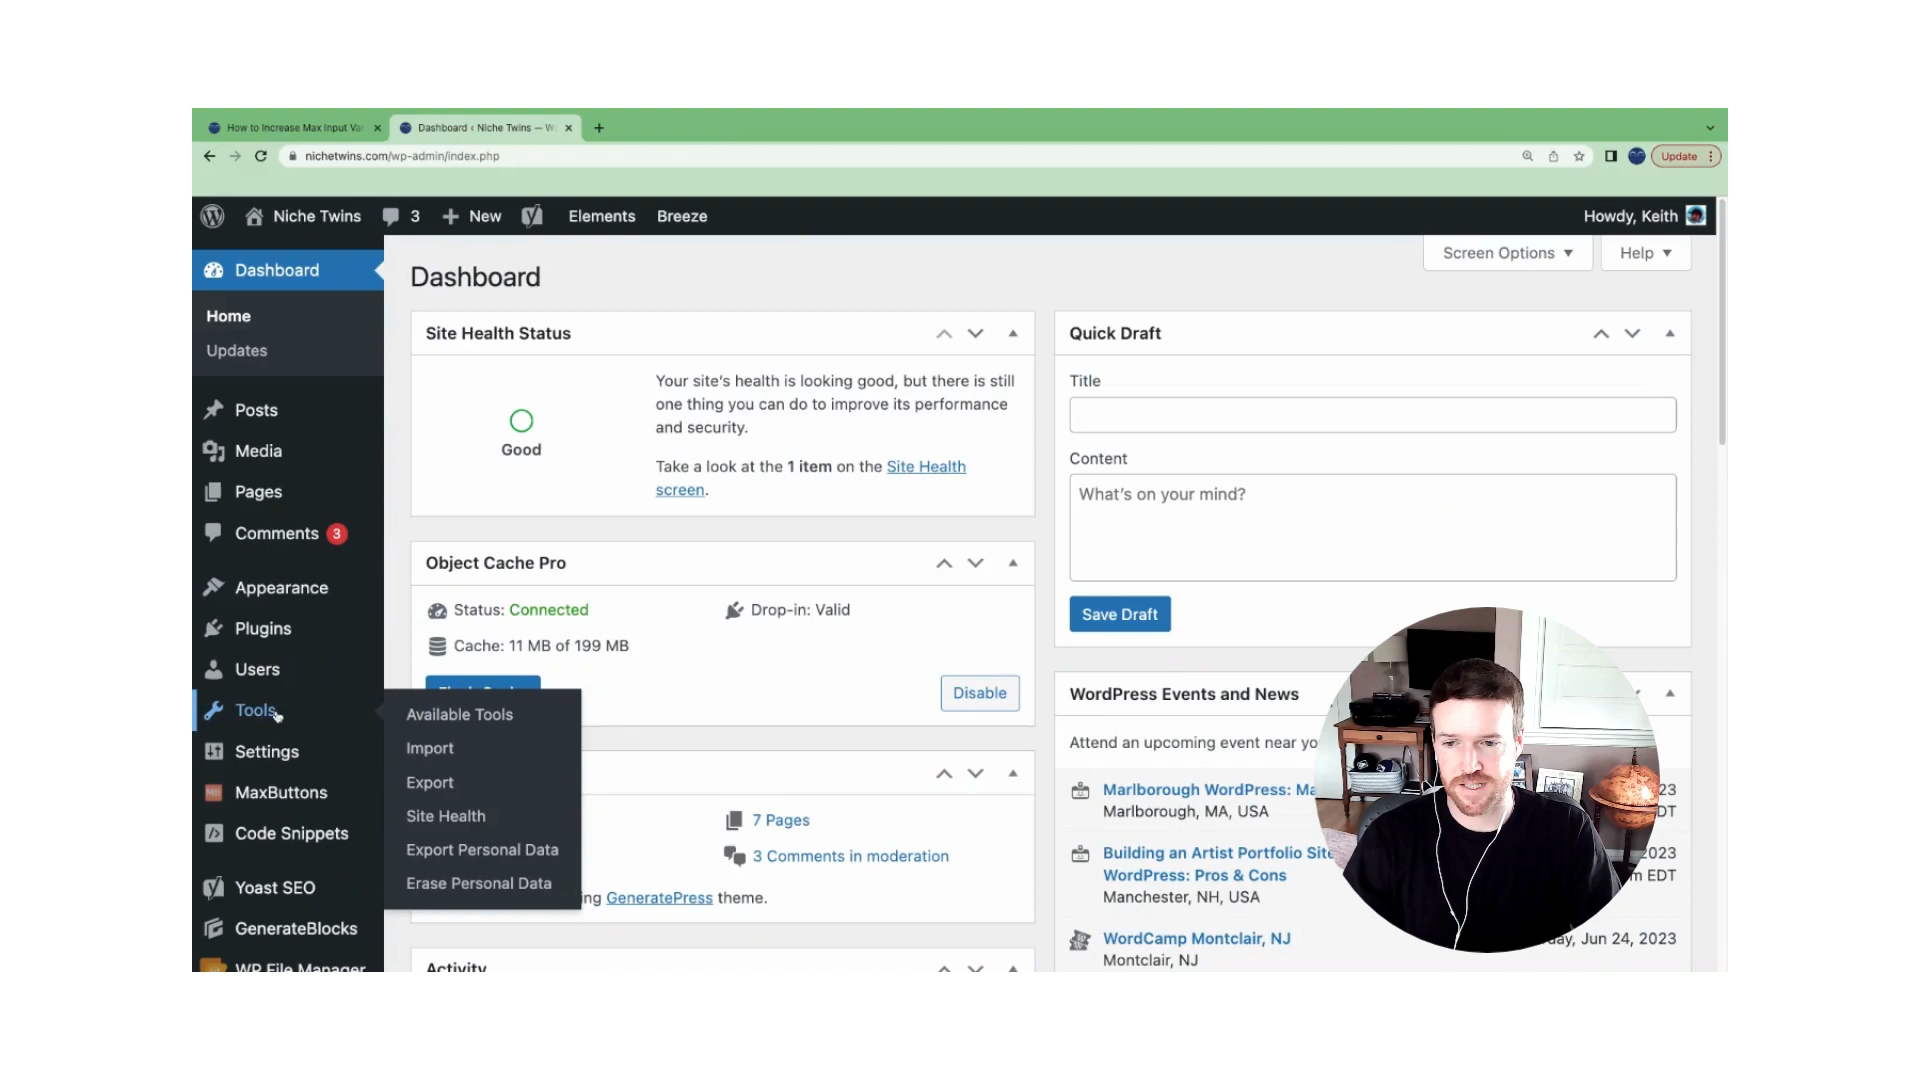 How to Increase Max Input Va
Dashboard ‹ Niche Twins — W
nichetwins.com/wp-admin/index.php
Update
Niche Twins
3
New
Elements
Breeze
Howdy, Keith
Dashboard
Home
Updates
Posts
Media
Pages
Comments 3
Appearance
Plugins
Users
Tools
Settings
MaxButtons
Code Snippets
Yoast SEO
GenerateBlocks
WP File Manager
Available Tools
Import
Export
Site Health
Export Personal Data
Erase Personal Data
Screen Options
Help
Dashboard
Site Health Status
Good
Your site's health is looking good, but there is still
one thing you can do to improve its performance
and security.
Take a look at the 1 item on the Site Health
screen.
Object Cache Pro
Status: Connected
Drop-in: Valid
Cache: 11 MB of 199 MB
Disable
7 Pages
3 Comments in moderation
ing GeneratePress theme.
Activity
Quick Draft
Title
Content
What's on your mind?
Save Draft
WordPress Events and News
Attend an upcoming event near yo
Marlborough WordPress: Ma
23
Marlborough, MA, USA
DT
Building an Artist Portfolio Site
2023
WordPress: Pros & Cons
m EDT
Manchester, NH, USA
WordCamp Montclair, NJ
ay, Jun 24, 2023
Montclair, NJ